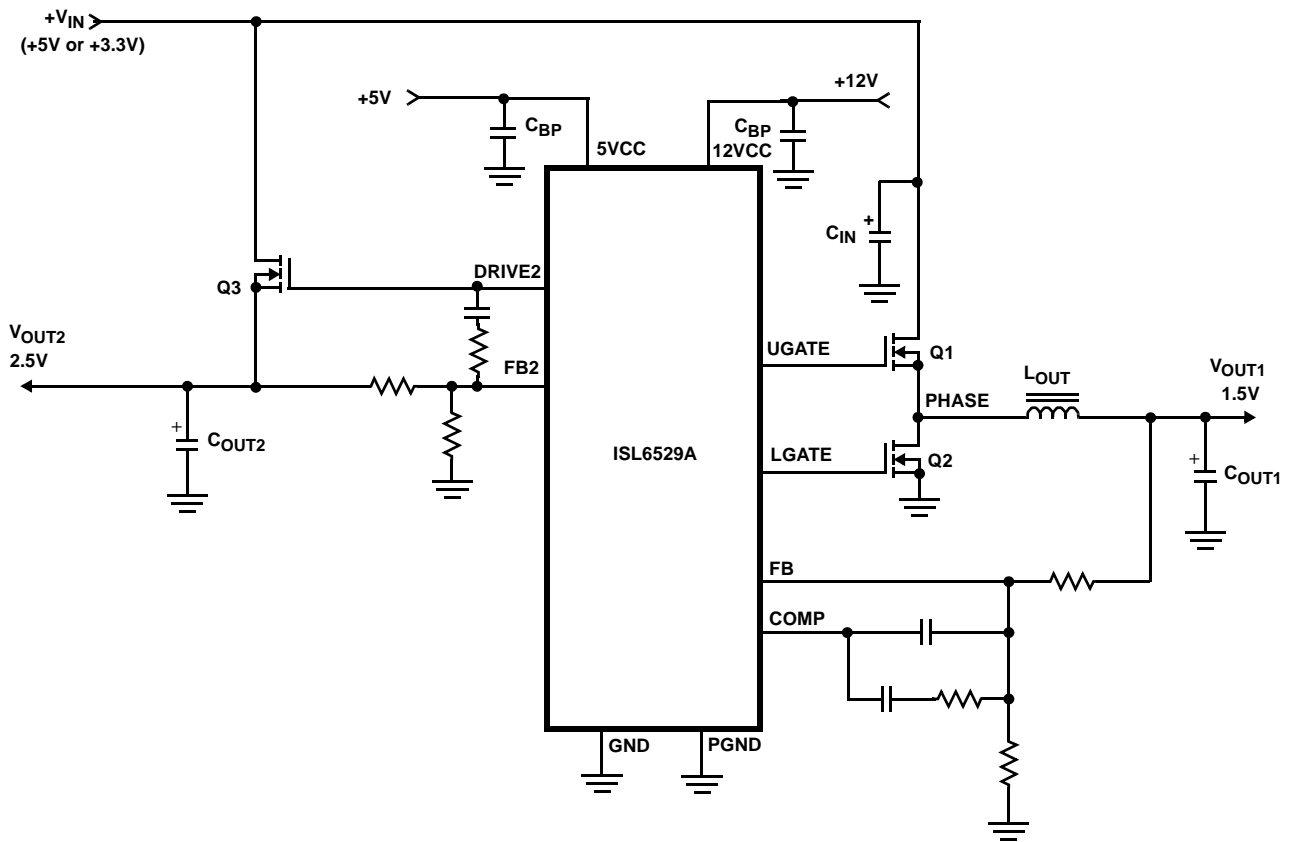 +VIN
(+5V or +3.3V)
+5V
+12V
CBP
CBP
5VCC
12VCC
CIN
DRIVE2
Q3
VOUT2
2.5V
UGATE
Q1
FB2
LOUT
VOUT1
1.5V
PHASE
COUT2
ISL6529A
LGATE
Q2
COUT1
FB
COMP
GND
PGND
+
+
+